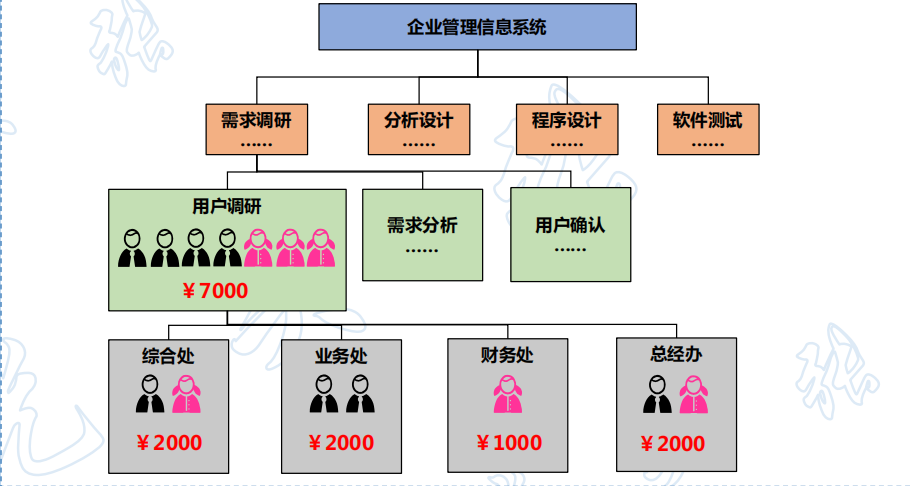 企业管理信息系统
需求调研
......
分析设计
......
程序设计
......
软件测试
......
用户调研
¥7000
需求分析
......
用户确认
......
综合处
¥2000
业务处
¥2000
财务处
¥1000
总经办
¥2000